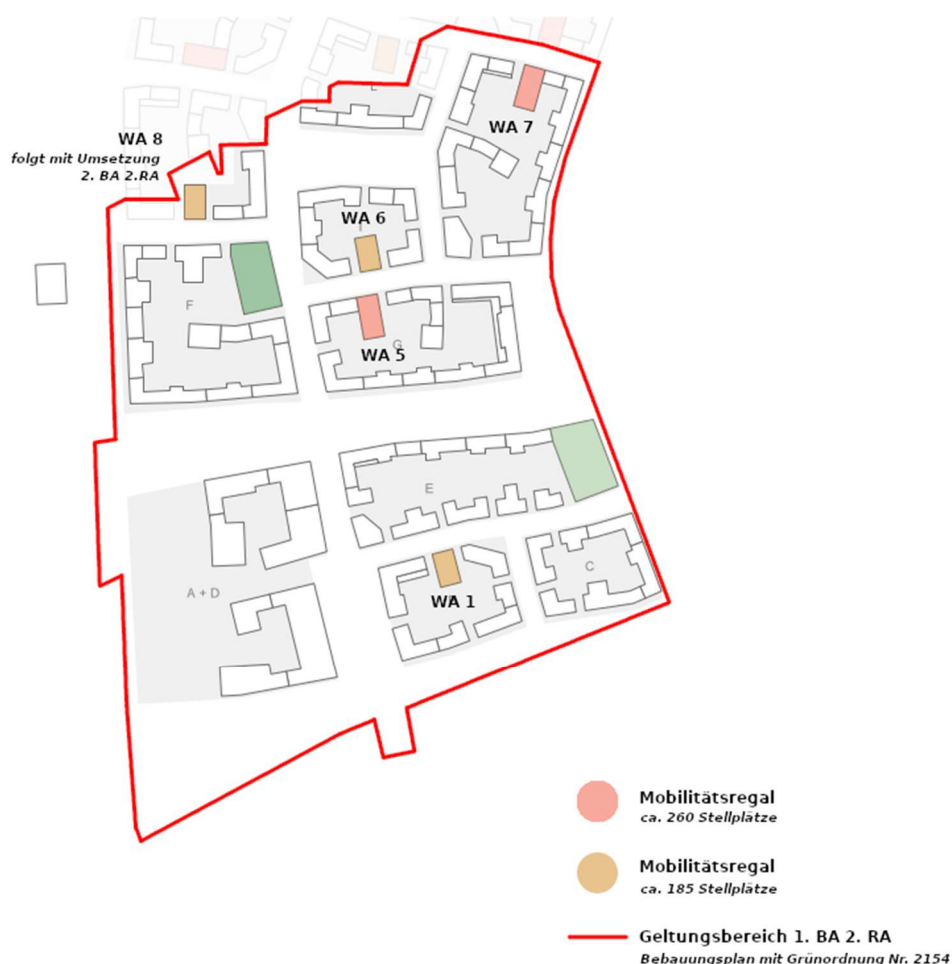 WA 8
folgt mit Umsetzung
2. BA 2.RA
WA 7
WA 6
F
G
WA 5
E
A + D
C
WA 1
Mobilitätsregal
ca. 260 Stellplätze
Mobilitätsregal
ca. 185 Stellplätze
Geltungsbereich 1. BA 2. RA
Bebauungsplan mit Grünordnung Nr. 2154